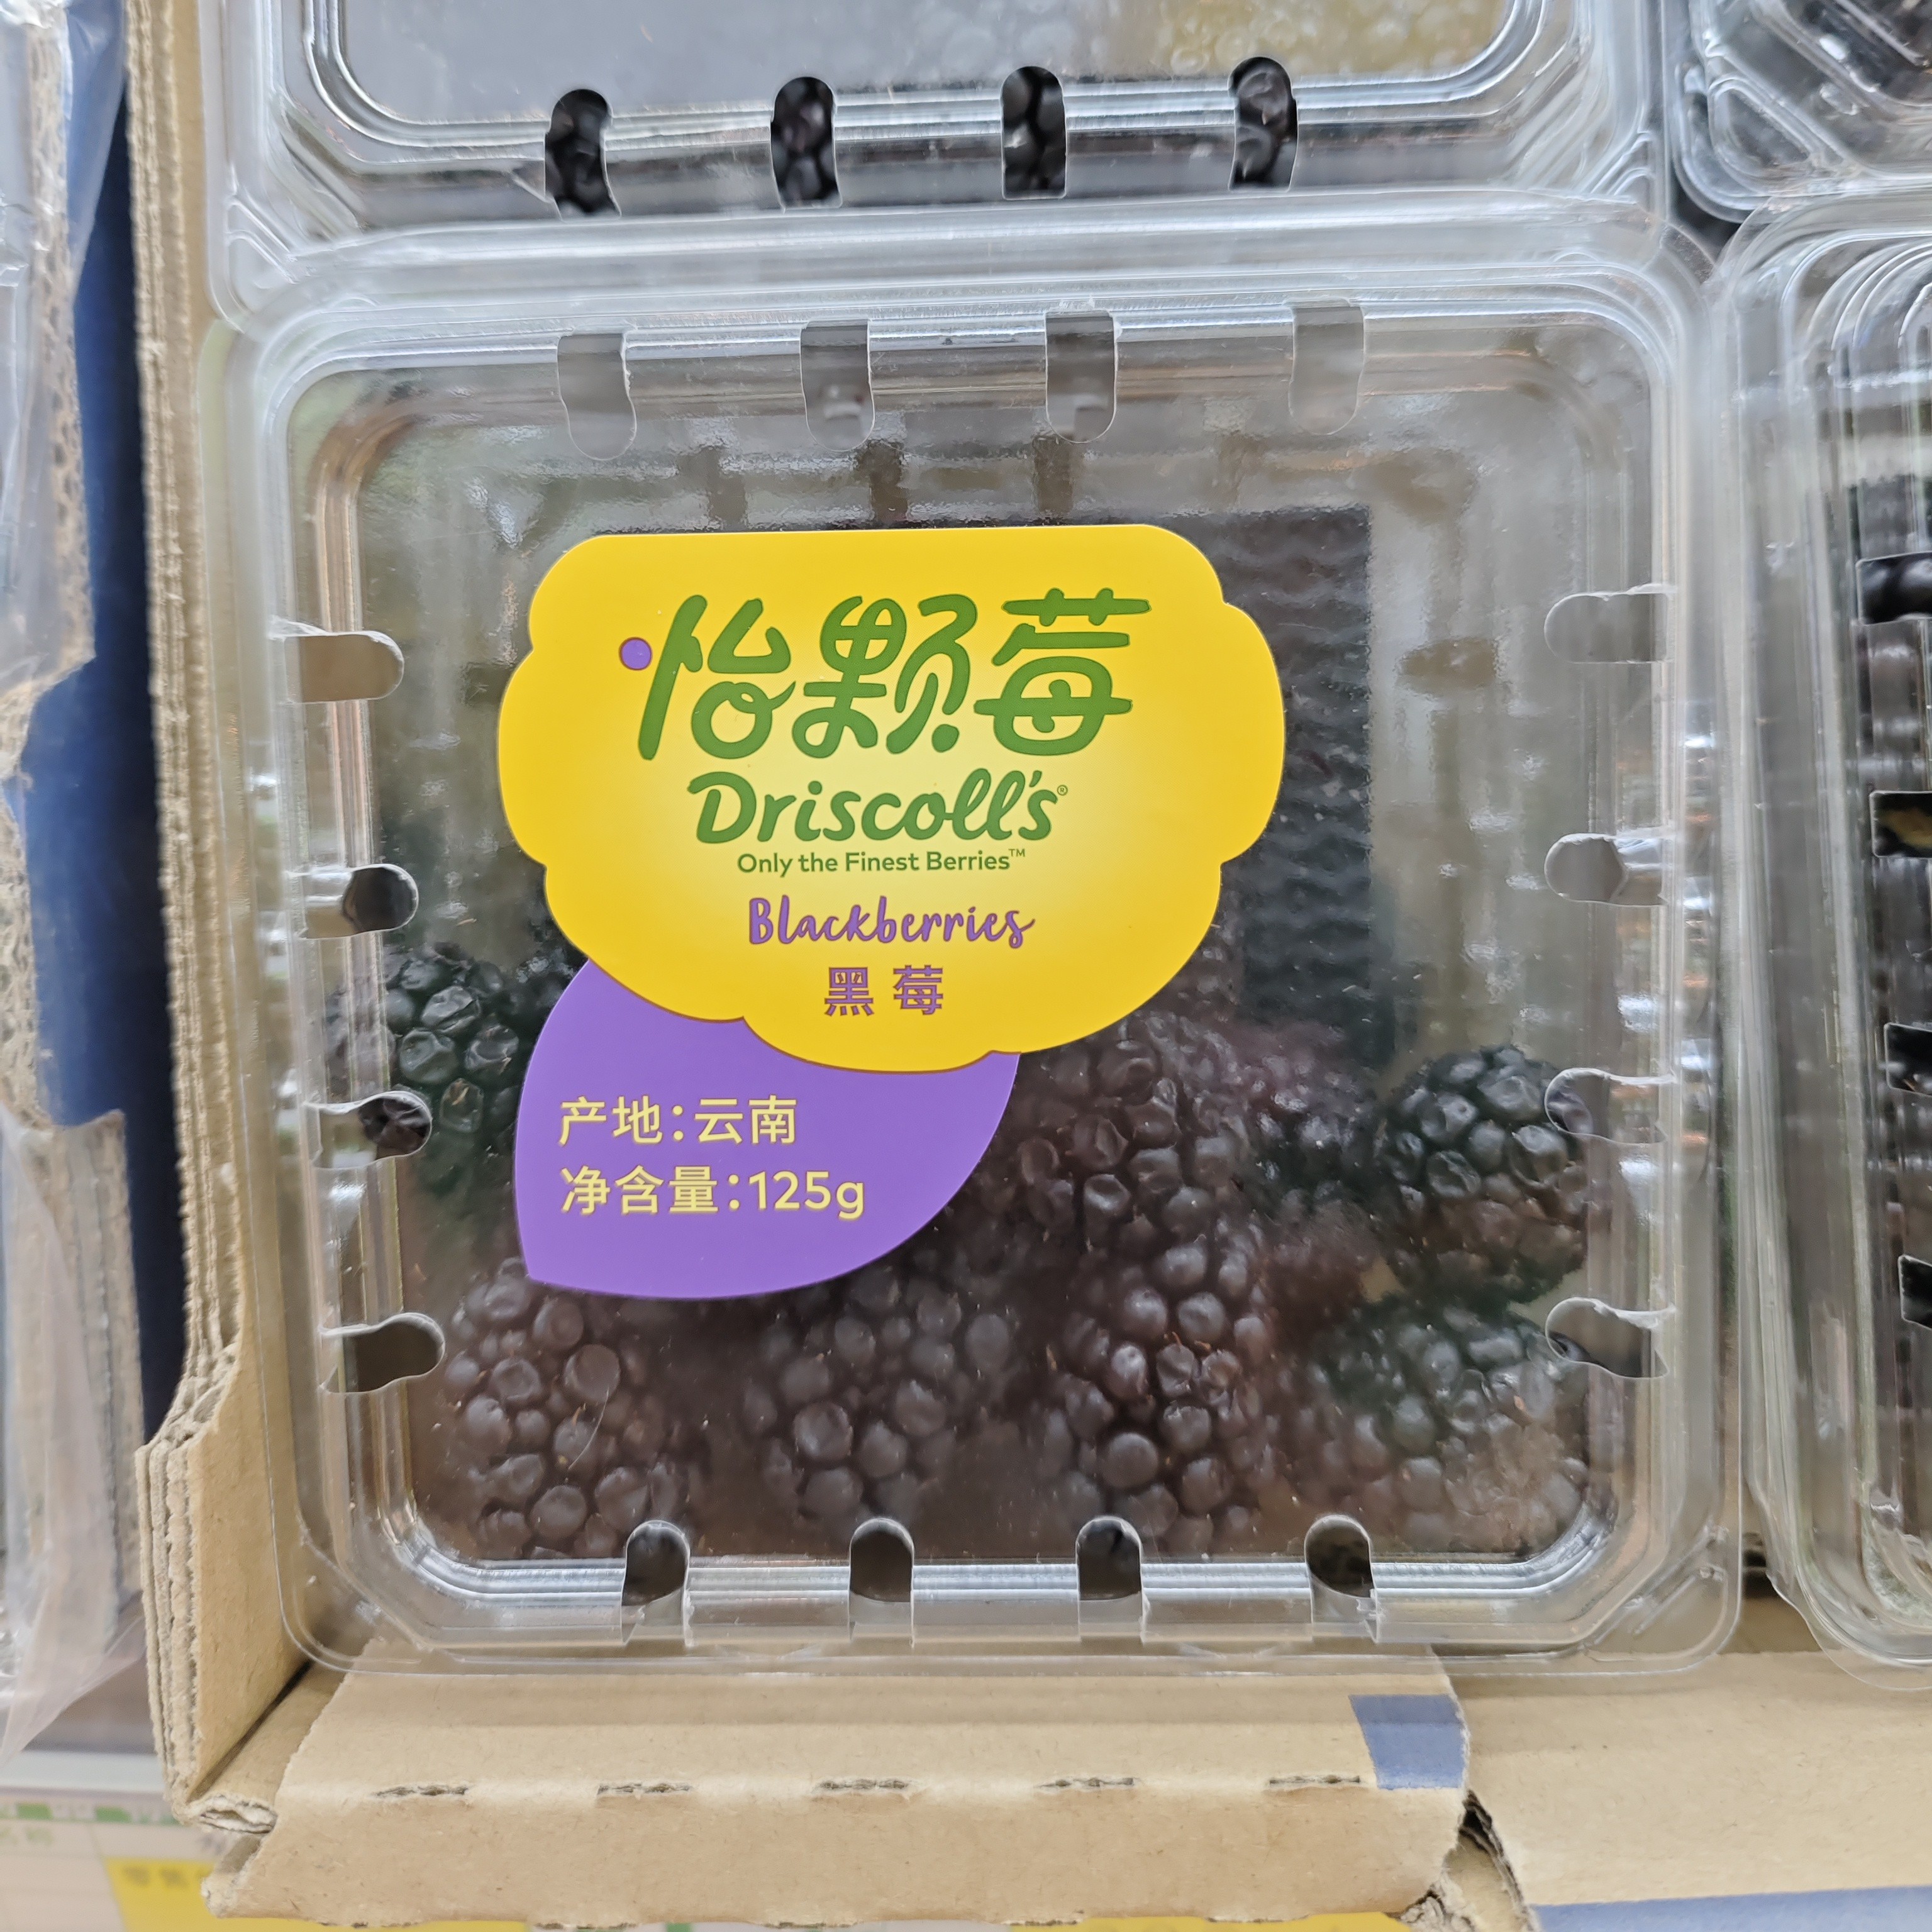 怡颗莓
Driscoll's®
Only the Finest Berries™
Blackberries
黑莓
产地:云南
净含量:125g